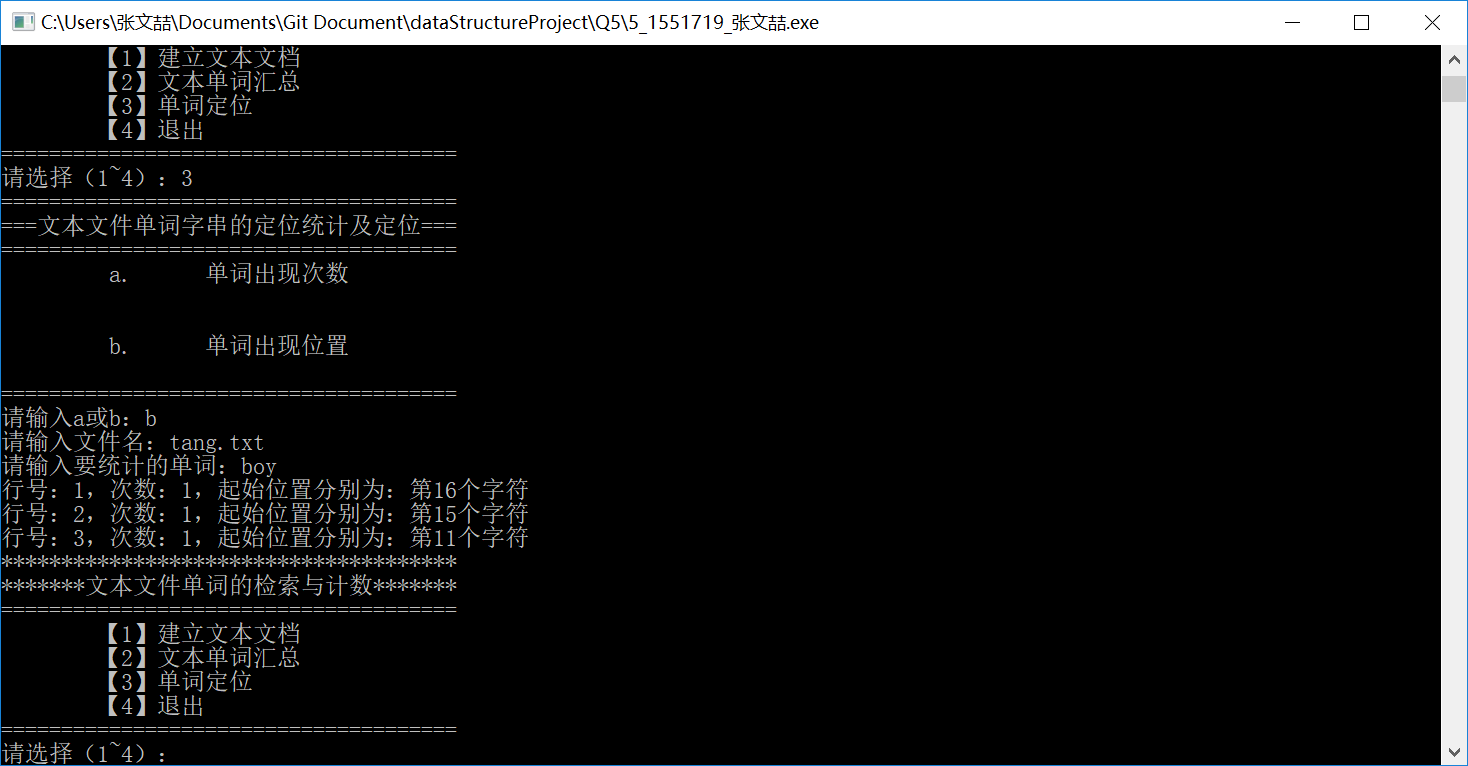 C:\Users\张文喆\Documents\Git Document\dataStructureProject\Q5\5_1551719_张文喆.exe
【1】建立文本文档
【2】文本单词汇总
【3】单词定位
【4】退出
======================================
请选择（1~4）：3
======================================
===文本文件单词字串的定位统计及定位===
======================================
a. 单词出现次数
b. 单词出现位置
======================================
请输入a或b：b
请输入文件名：tang.txt
请输入要统计的单词：boy
行号：1，次数：1，起始位置分别为：第16个字符
行号：2，次数：1，起始位置分别为：第15个字符
行号：3，次数：1，起始位置分别为：第11个字符
**************************************
*******文本文件单词的检索与计数*******
======================================
【1】建立文本文档
【2】文本单词汇总
【3】单词定位
【4】退出
======================================
请选择（1~4）：